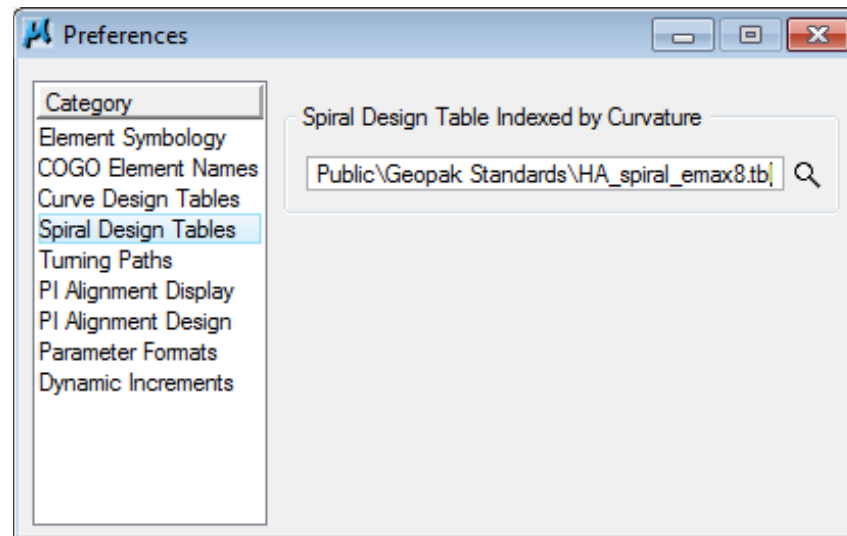 Preferences
Category
Element Symbology
COGO Element Names
Curve Design Tables
Spiral Design Tables
Turning Paths
PI Alignment Display
PI Alignment Design
Parameter Formats
Dynamic Increments
Spiral Design Table Indexed by Curvature
Public\Geopak Standards\HA_spiral_emax8.tbl